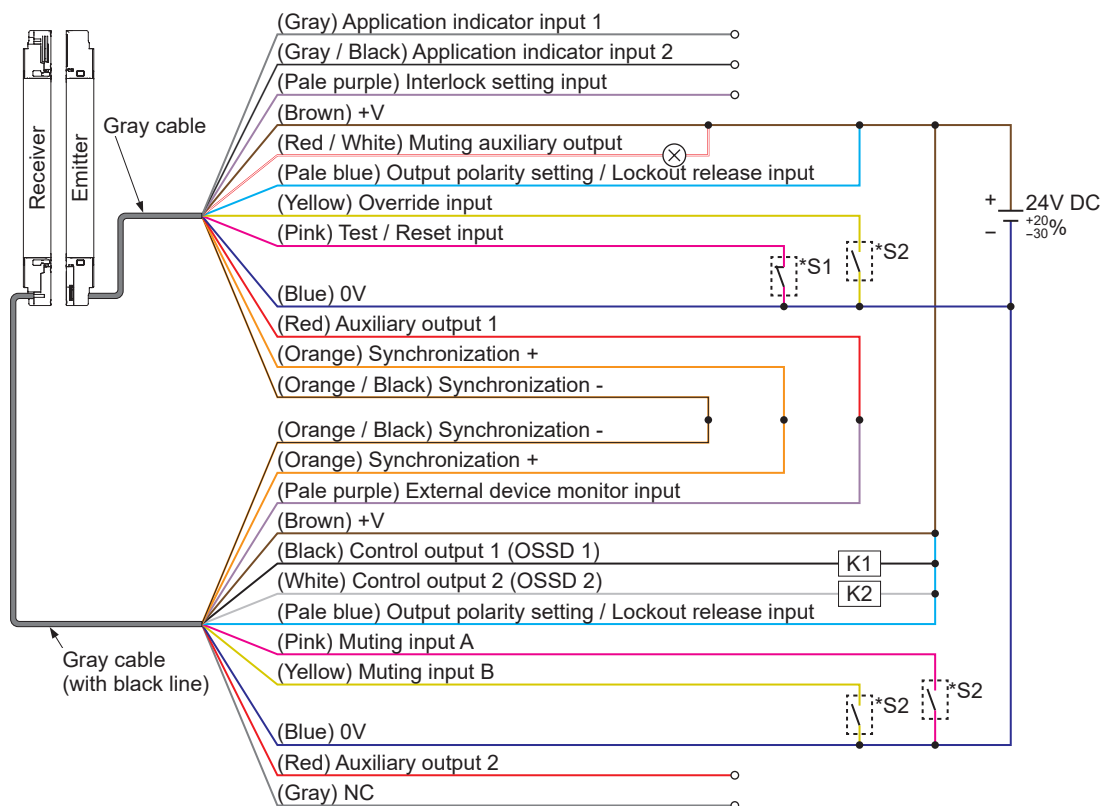 (Gray) Application indicator input 1
(Gray / Black) Application indicator input 2
(Pale purple) Interlock setting input
(Brown) +V
(Red / White) Muting auxiliary output
(Pale blue) Output polarity setting / Lockout release input
(Yellow) Override input
(Pink) Test / Reset input
(Blue) 0V
(Red) Auxiliary output 1
(Orange) Synchronization +
(Orange / Black) Synchronization -
(Orange / Black) Synchronization -
(Orange) Synchronization +
(Pale purple) External device monitor input
(Brown) +V
(Black) Control output 1 (OSSD 1)
(White) Control output 2 (OSSD 2)
(Pale blue) Output polarity setting / Lockout release input
(Pink) Muting input A
(Yellow) Muting input B
(Blue) 0V
(Red) Auxiliary output 2
(Gray) NC
Receiver
Emitter
Gray cable
Gray cable
(with black line)
*S1
*S2
+
−
24V DC
+20
−30%
K1
K2
*S2
*S2